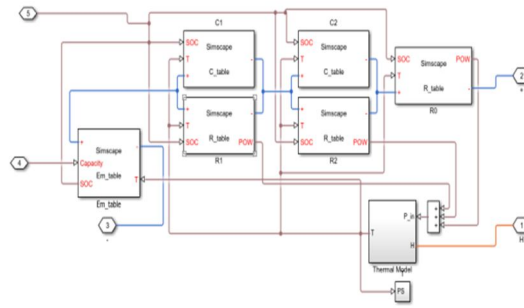 5
C1
C2
SOC
T
+
Simscape
C_table
-
SOC
T
+
Simscape
C_table
-
SOC
T
+
Simscape
R_table
POW
-
R0
2
+
+
T
SOC
Simscape
R_table
-
POW
R1
+
T
SOC
Simscape
R_table
-
POW
R2
+
Capacity
SOC
Simscape
Em_table
-
T
Em_table
4
3
-
T
P_in
H
Thermal Model
+
+
+
1
H
PS